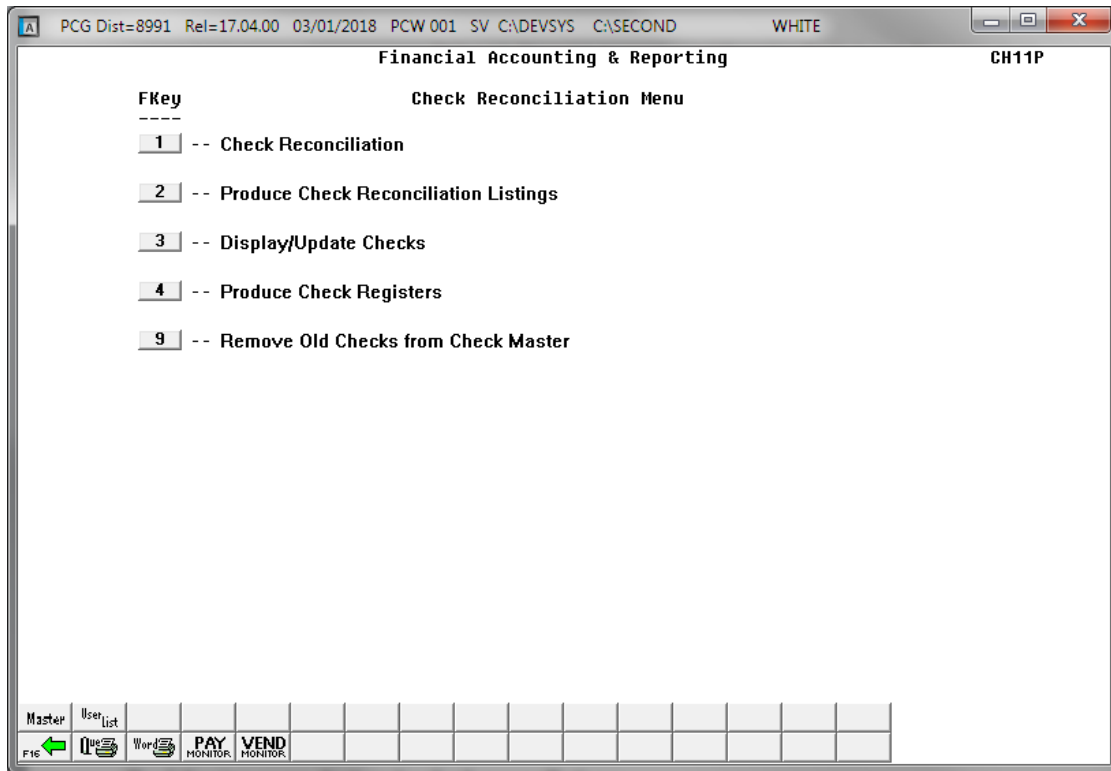 PCG Dist=8991 Rel=17.04.00 03/01/2018 PCW 001 SV C:\DEVSYS C:\SECOND WHITE
Financial Accounting & Reporting CH11P
FKey Check Reconciliation Menu
----
1 -- Check Reconciliation
2 -- Produce Check Reconciliation Listings
3 -- Display/Update Checks
4 -- Produce Check Registers
9 -- Remove Old Checks from Check Master
Master User List
F16 Que Word PAY MONITOR VEND MONITOR